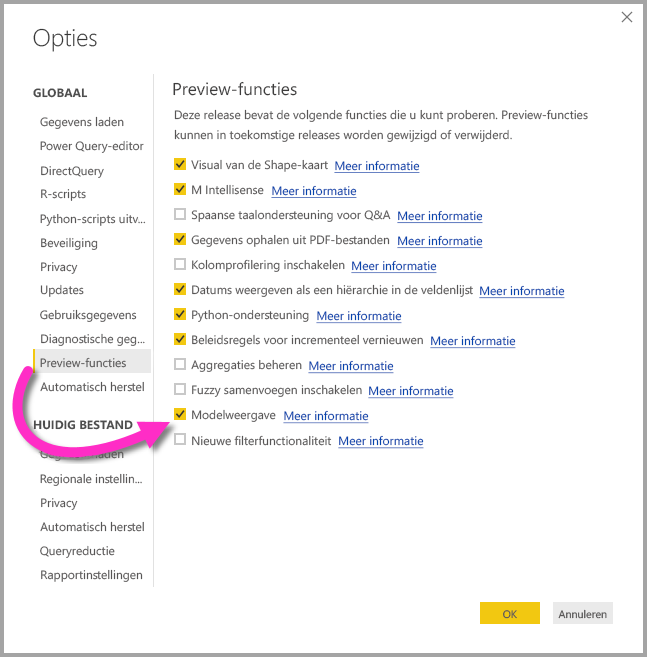 Opties
GLOBAAL
Gegevens laden
Power Query-editor
DirectQuery
R-scripts
Python-scripts uitv...
Beveiliging
Privacy
Updates
Gebruiksgegevens
Diagnostische geg...
Preview-functies
Automatisch herstel
HUIDIG BESTAND
Gegevens laden
Regionale instellin...
Privacy
Automatisch herstel
Queryreductie
Rapportinstellingen
Preview-functies
Deze release bevat de volgende functies die u kunt proberen. Preview-functies
kunnen in toekomstige releases worden gewijzigd of verwijderd.
Visual van de Shape-kaart Meer informatie
M Intellisense Meer informatie
Spaanse taalondersteuning voor Q&A Meer informatie
Gegevens ophalen uit PDF-bestanden Meer informatie
Kolomprofilering inschakelen Meer informatie
Datums weergeven als een hiërarchie in de veldenlijst Meer informatie
Python-ondersteuning Meer informatie
Beleidsregels voor incrementeel vernieuwen Meer informatie
Aggregaties beheren Meer informatie
Fuzzy samenvoegen inschakelen Meer informatie
Modelweergave Meer informatie
Nieuwe filterfunctionaliteit Meer informatie
OK
Annuleren